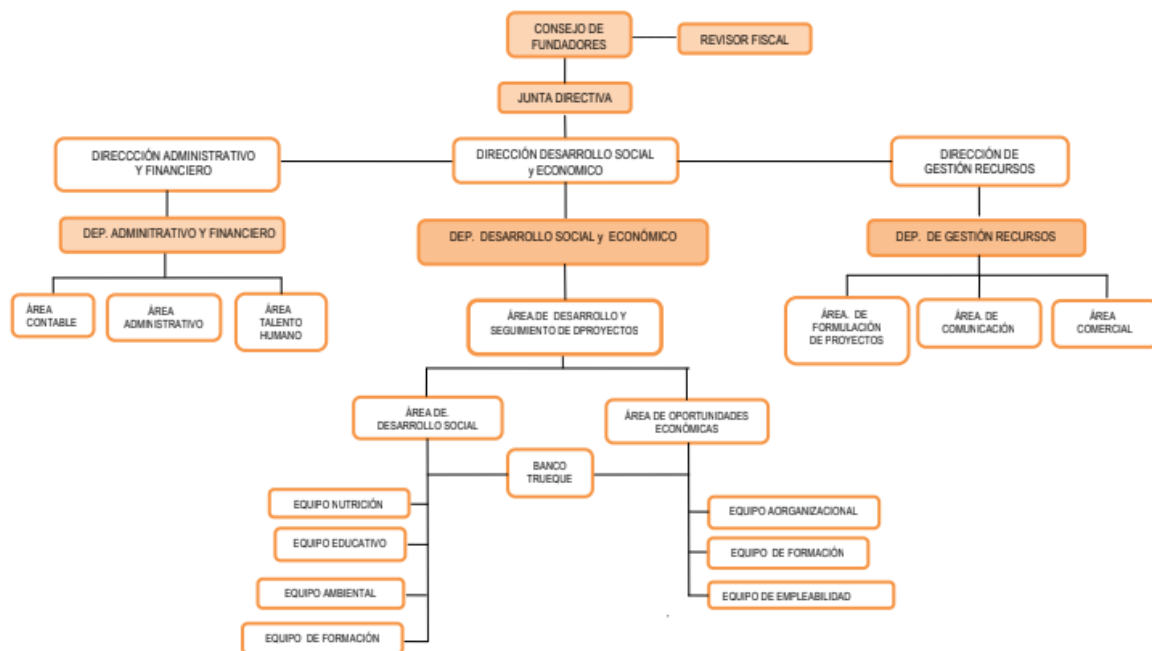 CONSEJO DE
FUNDADORES
REVISOR FISCAL
JUNTA DIRECTIVA
DIRECCCIÓN ADMINISTRATIVO
Y FINANCIERO
DIRECCIÓN DESARROLLO SOCIAL
y ECONOMICO
DIRECCIÓN DE
GESTIÓN RECURSOS
DEP. ADMINISTRATIVO Y FINANCIERO
DEP. DESARROLLO SOCIAL y ECONÓMICO
DEP. DE GESTIÓN RECURSOS
ÁREA
CONTABLE
ÁREA
ADMINISTRATIVO
ÁREA
TALENTO
HUMANO
ÁREA.DE DESARROLLO Y
SEGUIMIENTO DE DPROYECTOS
ÁREA. DE
FORMULACIÓN
DE PROYECTOS
ÁREA. DE
COMUNICACIÓN
ÁREA
COMERCIAL
ÁREA DE.
DESARROLLO SOCIAL
ÁREA DE OPORTUNIDADES
ECONÓMICAS
BANCO
TRUEQUE
EQUIPO NUTRICIÓN
EQUIPO EDUCATIVO
EQUIPO AMBIENTAL
EQUIPO DE FORMACIÓN
EQUIPO AORGANIZACIONAL
EQUIPO DE FORMACIÓN
EQUIPO DE EMPLEABILIDAD